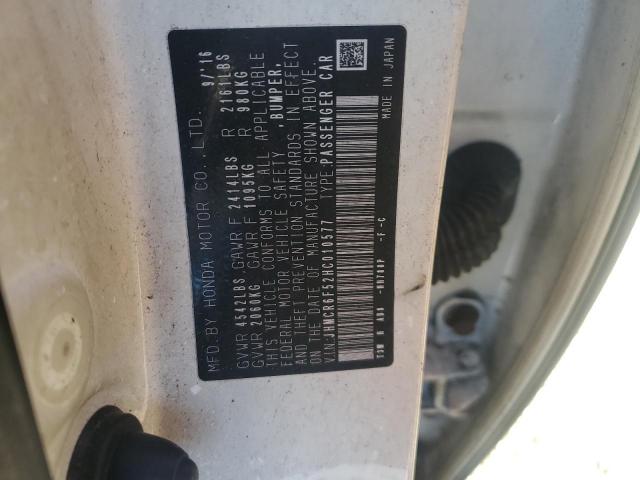 MFD.BY HONDA MOTOR CO.,LTD. 9/'16
GVWR 4542LBS GAWR F 2414LBS R 2161LBS
GVWR 2060KG GAWR F 1095KG R 980KG
THIS VEHICLE CONFORMS TO ALL APPLICABLE
FEDERAL MOTOR VEHICLE SAFETY ,BUMPER,
AND THEFT PREVENTION STANDARDS IN EFFECT
ON THE DATE OF MANUFACTURE SHOWN ABOVE.
V.I.N.:JHMCR6F52HC010577 TYPE:PASSENGER CAR
-NH788P -F -C
MADE IN JAPAN